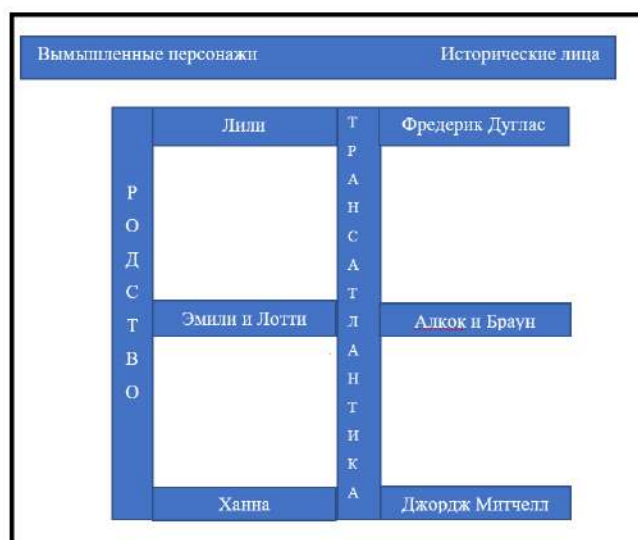 Вымышленные персонажи
Исторические лица
РОДСТВО
Лили
ТРАНСАТЛАНТИКА
Фредерик Дуглас
Эмили и Лотти
Алкок и Браун
Ханна
Джордж Митчелл